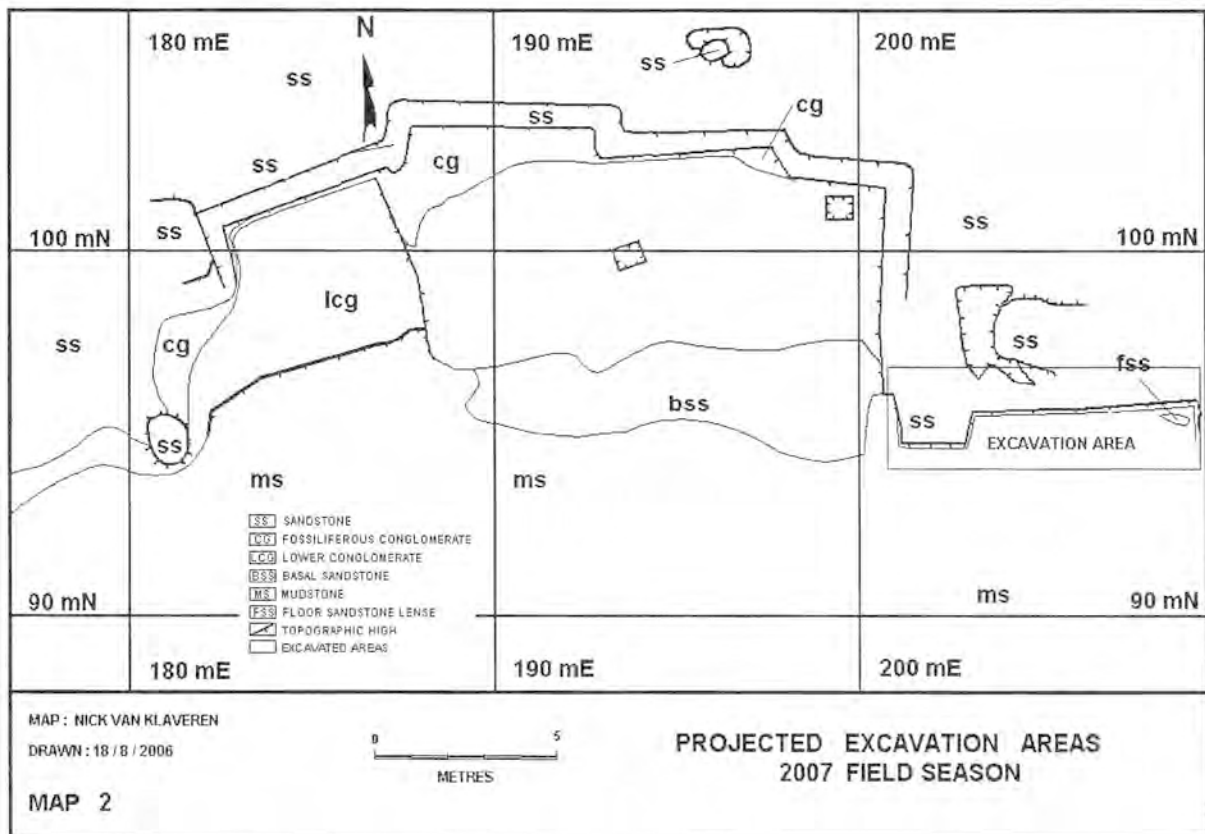 180 mE
N
190 mE
200 mE
ss
ss
cg
ss
cg
ss
ss
ss
100 mN
100 mN
lcg
ss
cg
ss
fss
bss
ss
ss
EXCAVATION AREA
ms
ms
SS SANDSTONE
CG FOSSILIFEROUS CONGLOMERATE
LCG LOWER CONGLOMERATE
BSS BASAL SANDSTONE
MS MUDSTONE
FSS FLOOR SANDSTONE LENSE
TOPOGRAPHIC HIGH
EXCAVATED AREAS
ms
90 mN
90 mN
180 mE
190 mE
200 mE
MAP : NICK VAN KLAVEREN
DRAWN : 18 / 8 / 2006
MAP 2
0 5
METRES
PROJECTED EXCAVATION AREAS
2007 FIELD SEASON